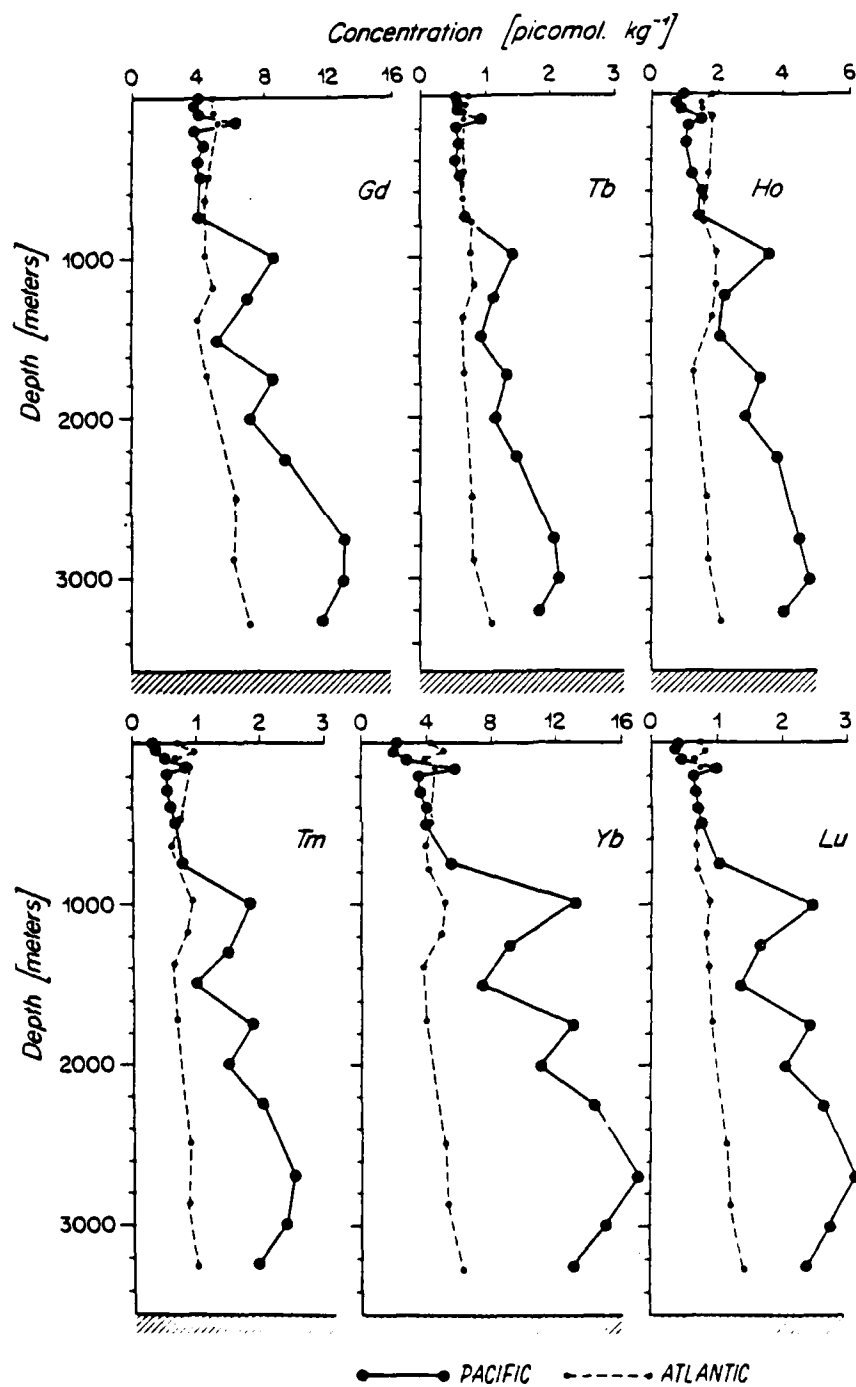 Concentration [picomol. kg⁻¹]
0 4 8 12 16
0 1 2 3
0 2 4 6
Gd
Tb
Ho
Depth [meters]
1000
2000
3000
0 1 2 3
0 4 8 12 16
0 1 2 3
Tm
Yb
Lu
Depth [meters]
1000
2000
3000
PACIFIC ATLANTIC